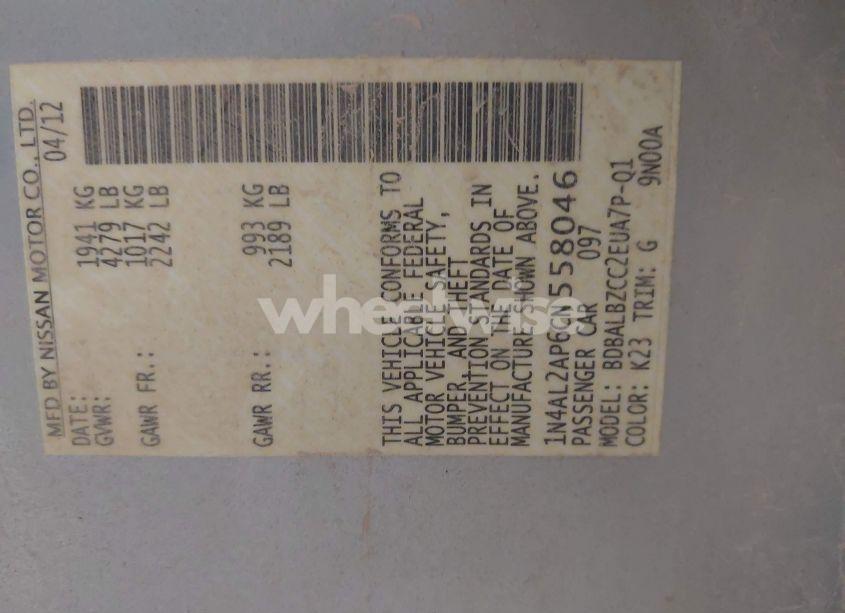 MFD BY NISSAN MOTOR CO., LTD.
DATE: 04/12
GVWR: 1941 KG
4279 LB
GAWR FR.: 1017 KG
2242 LB
GAWR RR.: 993 KG
2189 LB
THIS VEHICLE CONFORMS TO
ALL APPLICABLE FEDERAL
MOTOR VEHICLE SAFETY,
BUMPER, AND THEFT
PREVENTION STANDARDS IN
EFFECT ON THE DATE OF
MANUFACTURE SHOWN ABOVE.
1N4AL2AP6CN558046
PASSENGER CAR 097
MODEL: BDBALBZCC2EUA7P-Q1
COLOR: K23 TRIM: G 9N00A
wheelwise